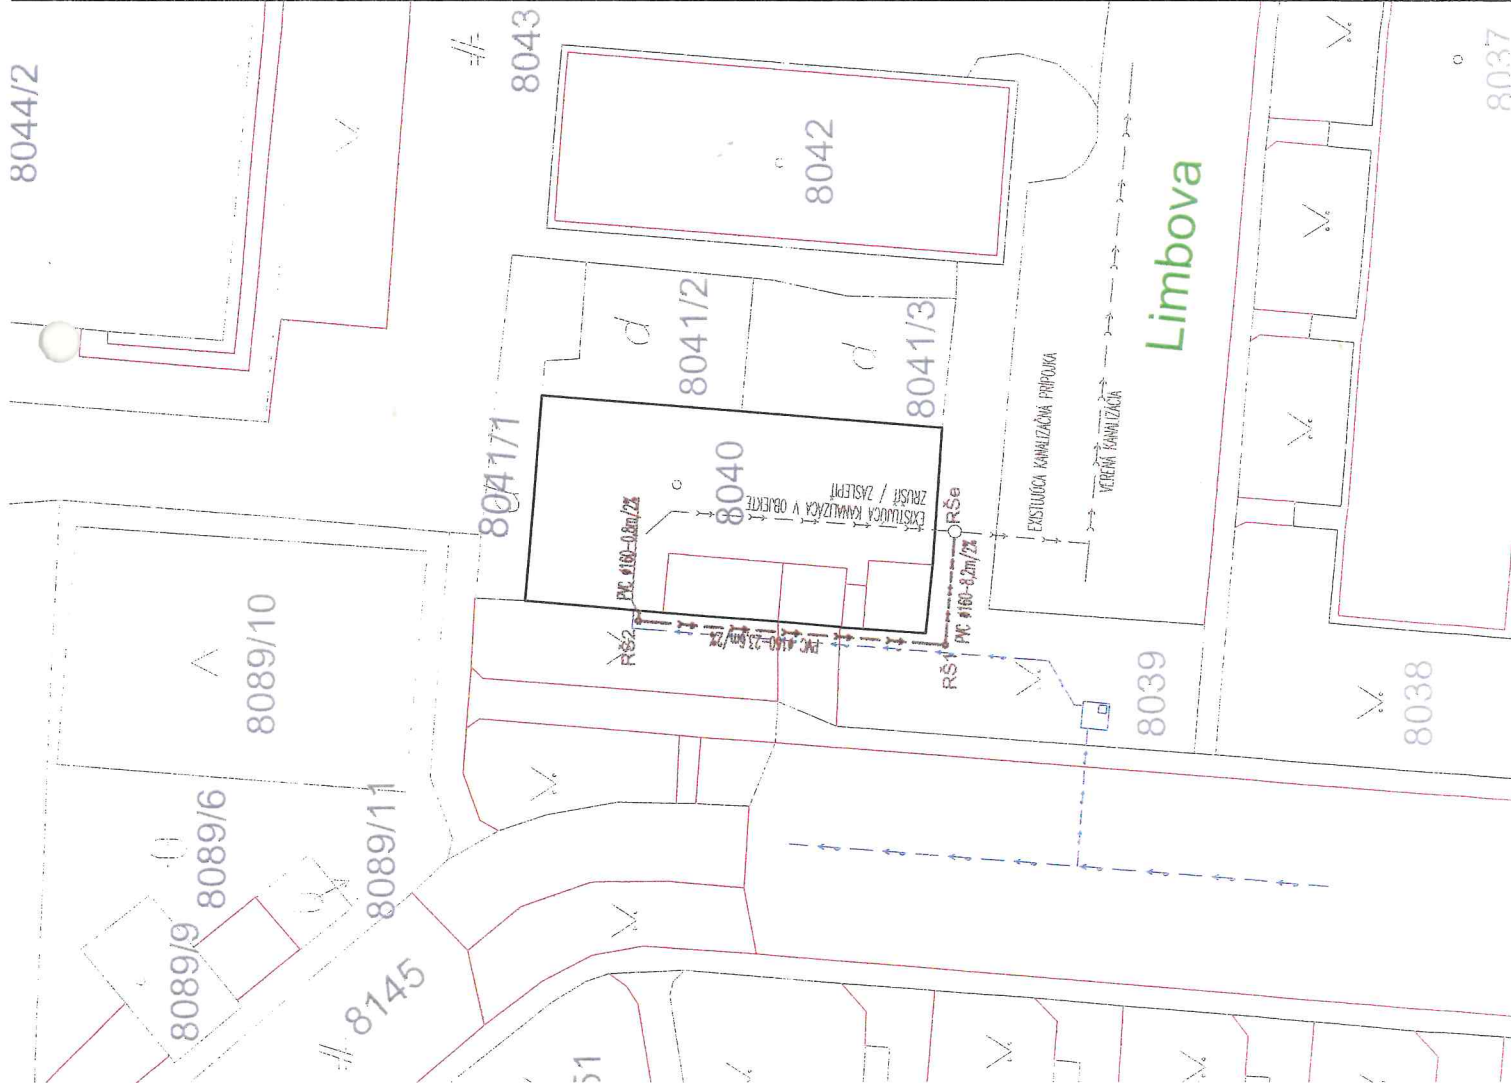 8044/2
8043
8042
8037
Limbova
8041/2
8041/3
8041/1
8040
EXISTUJÚCA KANALIZÁCA V OBJEKTE
ZRUŠIŤ / ZASLEPIŤ
EXISTUJÚCA KANALIZAČNÁ PRÍPOJKA
VEREJNÁ KANALIZÁCIA
RŠe
PVC ø160-0,8m/2%
PVC ø160-8,2m/2%
PVC ø160-23,6m/2%
RŠ2
RŠ1
8089/10
8039
8038
8089/6
8089/11
8089/9
8145
51